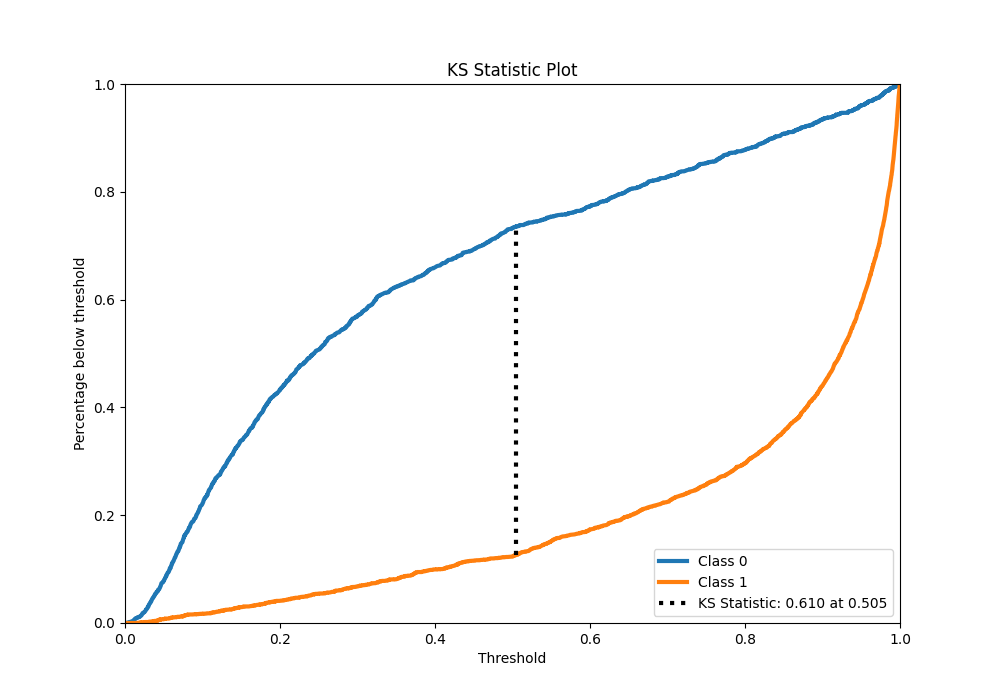 KS Statistic Plot
Percentage below threshold
1.0
0.8
0.6
0.4
0.2
0.0
0.0 0.2 0.4 0.6 0.8 1.0
Threshold
Class 0
Class 1
KS Statistic: 0.610 at 0.505